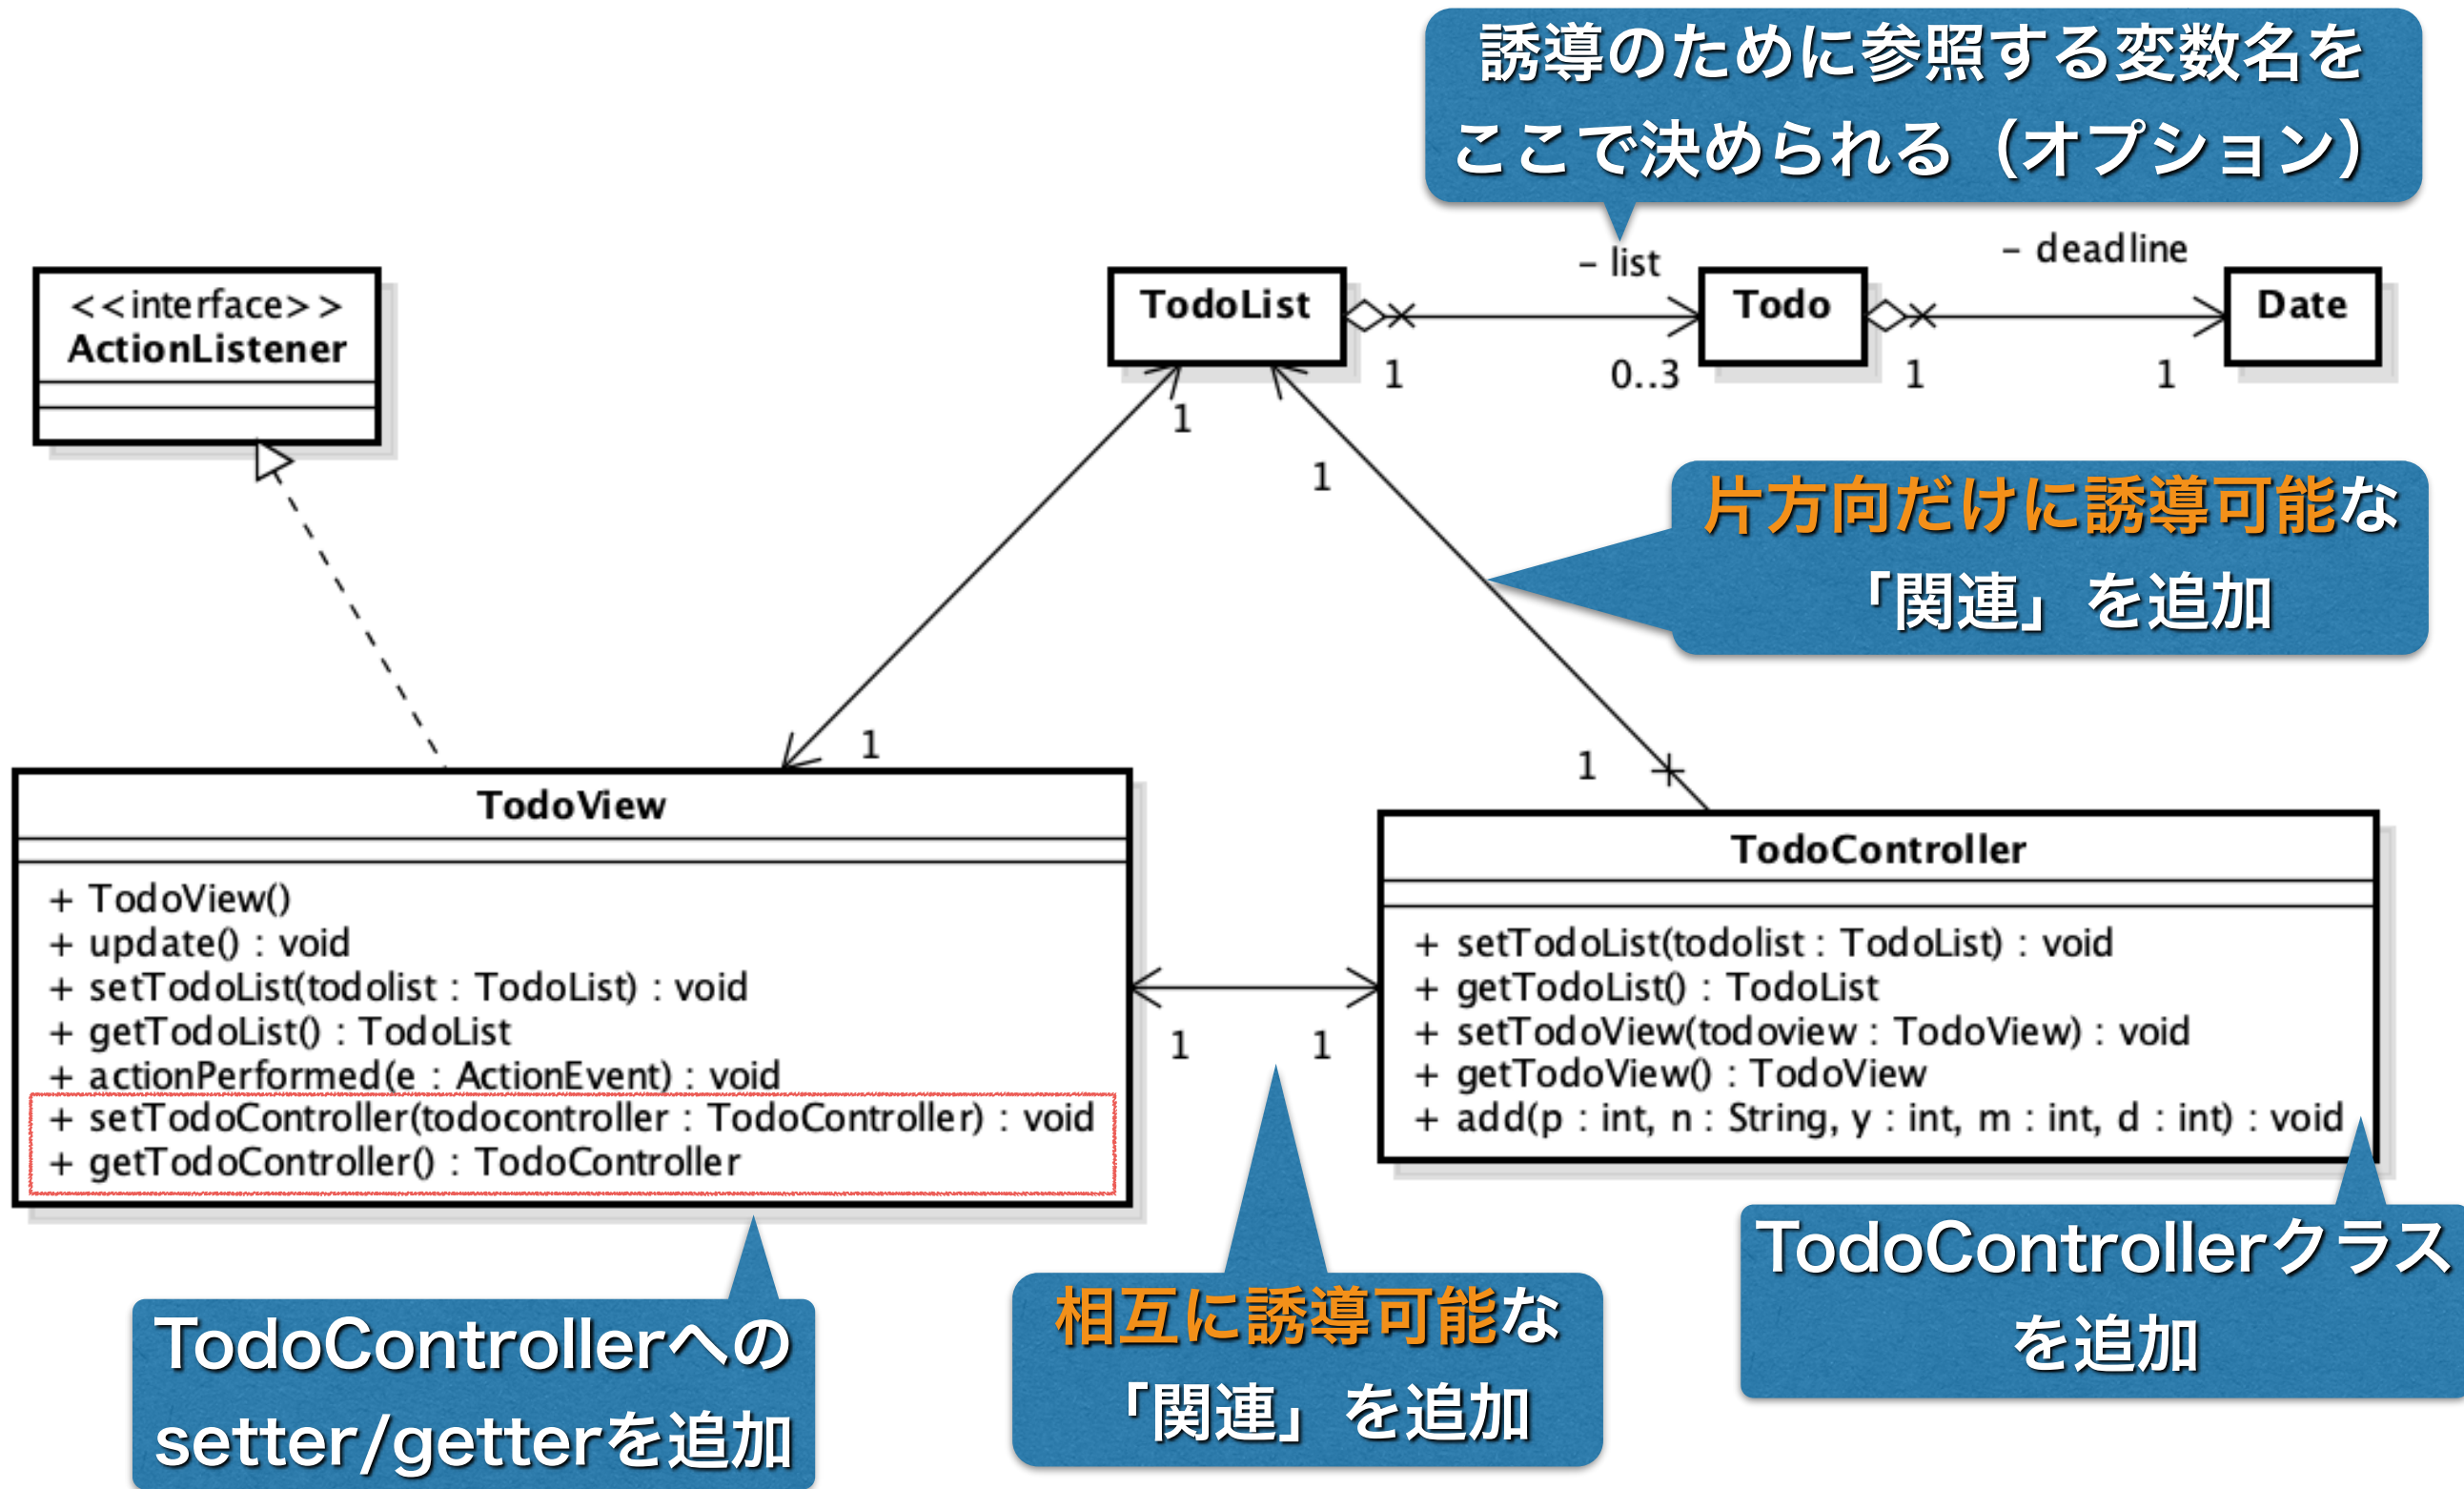 誘導のために参照する変数名を
ここで決められる（オプション）
- list
- deadline
<<interface>>
ActionListener
TodoList
Todo
Date
1
0..3
1
1
1
1
片方向だけに誘導可能な
「関連」を追加
1
1
TodoView
+ TodoView()
+ update() : void
+ setTodoList(todolist : TodoList) : void
+ getTodoList() : TodoList
+ actionPerformed(e : ActionEvent) : void
+ setTodoController(todocontroller : TodoController) : void
+ getTodoController() : TodoController
1
1
TodoController
+ setTodoList(todolist : TodoList) : void
+ getTodoList() : TodoList
+ setTodoView(todoview : TodoView) : void
+ getTodoView() : TodoView
+ add(p : int, n : String, y : int, m : int, d : int) : void
TodoControllerへの
setter/getterを追加
相互に誘導可能な
「関連」を追加
TodoControllerクラス
を追加